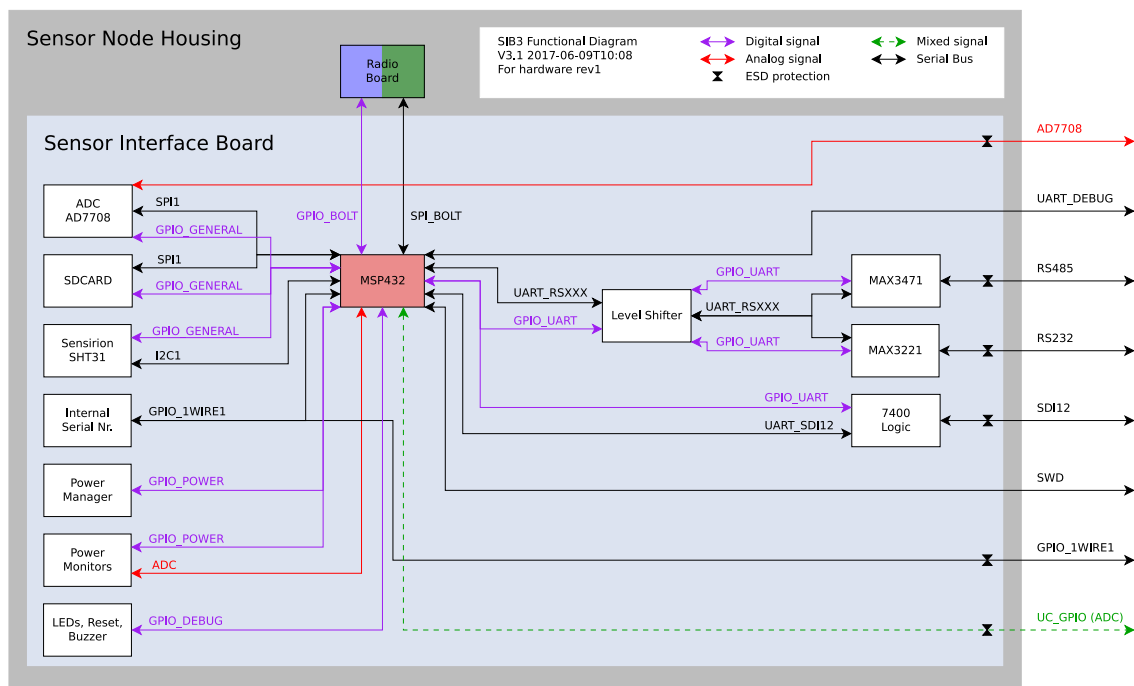 Sensor Node Housing
SIB3 Functional Diagram
V3.1 2017-06-09T10:08
For hardware rev1
Digital signal
Analog signal
ESD protection
Mixed signal
Serial Bus
Radio
Board
Sensor Interface Board
AD7708
ADC
AD7708
SPI1
GPIO_GENERAL
GPIO_BOLT
SPI_BOLT
UART_DEBUG
SDCARD
SPI1
GPIO_GENERAL
MSP432
UART_RSXXX
GPIO_UART
Level Shifter
GPIO_UART
UART_RSXXX
GPIO_UART
MAX3471
RS485
MAX3221
RS232
Sensirion
SHT31
GPIO_GENERAL
I2C1
Internal
Serial Nr.
GPIO_1WIRE1
GPIO_UART
UART_SDI12
7400
Logic
SDI12
Power
Manager
GPIO_POWER
SWD
Power
Monitors
GPIO_POWER
ADC
GPIO_1WIRE1
LEDs, Reset,
Buzzer
GPIO_DEBUG
UC_GPIO (ADC)